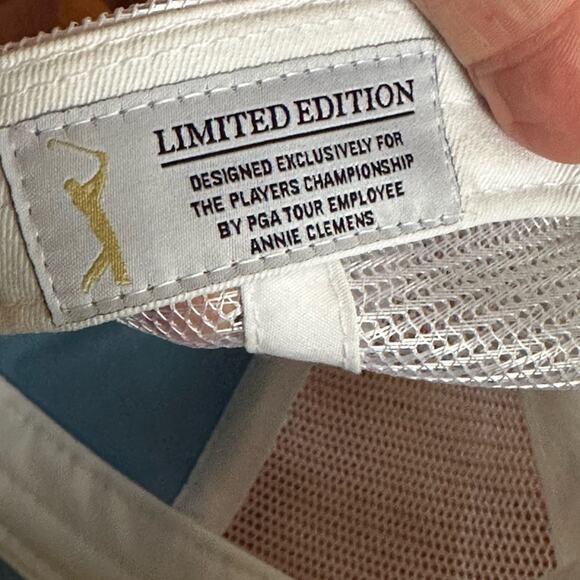 LIMITED EDITION
DESIGNED EXCLUSIVELY FOR
THE PLAYERS CHAMPIONSHIP
BY PGA TOUR EMPLOYEE
ANNIE CLEMENS